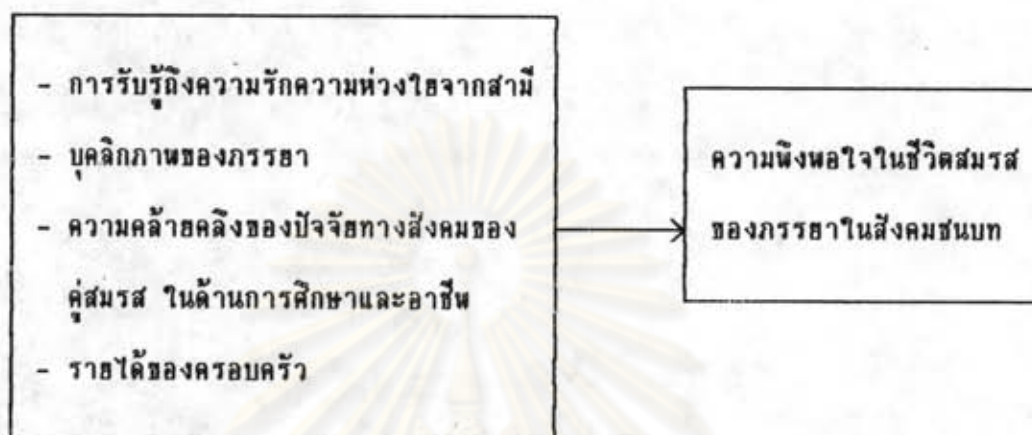 - การรับรู้ถึงความรักความห่วงใยจากสามี
- บุคลิกภาพของภรรยา
- ความคล้ายคลึงของปัจจัยทางสังคมของ
คู่สมรส ในด้านการศึกษาและอาชีพ
- รายได้ของครอบครัว
ความพึงพอใจในชีวิตสมรส
ของภรรยาในสังคมชนบท